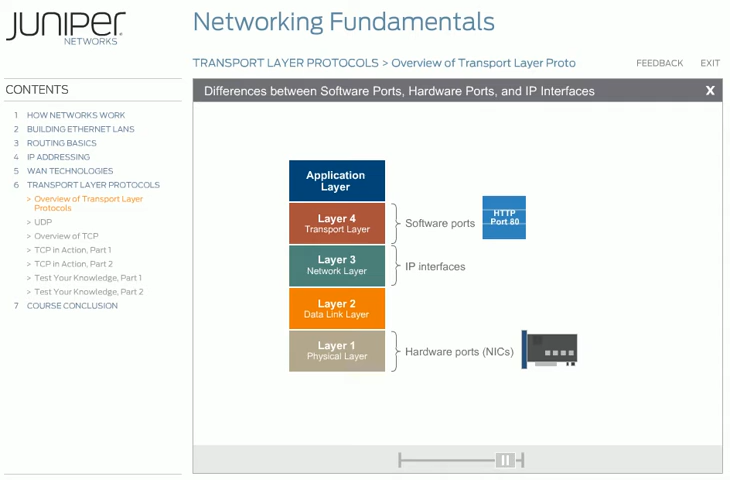 JUNIPER
NETWORKS
Networking Fundamentals
TRANSPORT LAYER PROTOCOLS > Overview of Transport Layer Proto
FEEDBACK
EXIT
CONTENTS
1 HOW NETWORKS WORK
2 BUILDING ETHERNET LANS
3 ROUTING BASICS
4 IP ADDRESSING
5 WAN TECHNOLOGIES
6 TRANSPORT LAYER PROTOCOLS
> Overview of Transport Layer
Protocols
> UDP
> Overview of TCP
> TCP in Action, Part 1
> TCP in Action, Part 2
> Test Your Knowledge, Part 1
> Test Your Knowledge, Part 2
7 COURSE CONCLUSION
Differences between Software Ports, Hardware Ports, and IP Interfaces
X
Application
Layer
Layer 4
Transport Layer
Software ports
HTTP
Port 80
Layer 3
Network Layer
IP interfaces
Layer 2
Data Link Layer
Layer 1
Physical Layer
Hardware ports (NICs)